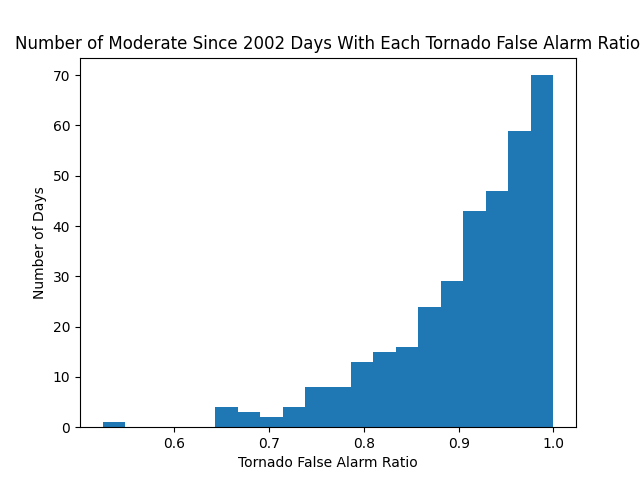 Number of Moderate Since 2002 Days With Each Tornado False Alarm Ratio
70
60
50
40
30
20
10
0
Number of Days
0.6 0.7 0.8 0.9 1.0
Tornado False Alarm Ratio